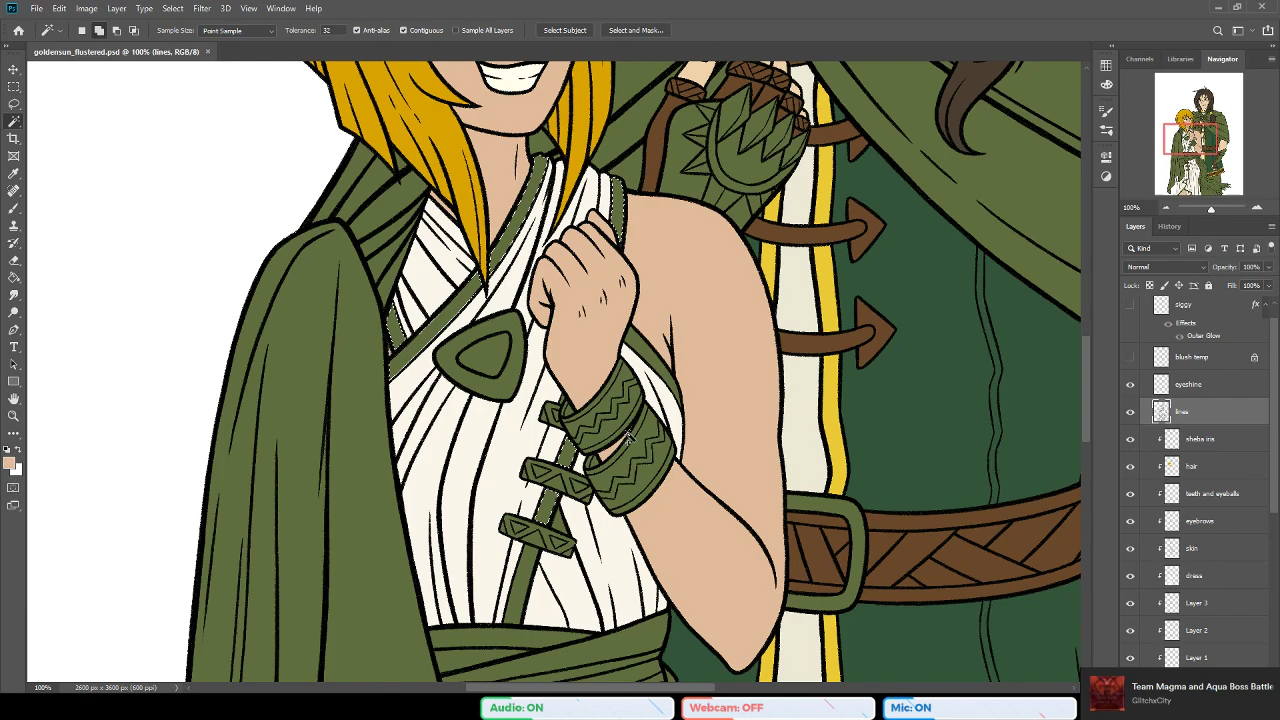 File Edit Image Layer Type Select Filter 3D View Window Help
Sample Size: Point Sample Tolerance: 32 Anti-alias Contiguous Sample All Layers Select Subject Select and Mask...
goldensun_flustered.psd @ 100% (lines, RGB/8)
Channels Libraries Navigator
100%
Layers History
Kind
Normal Opacity: 100%
Lock: Fill: 100%
siggy fx
Effects
Outer Glow
blush temp
eyeshine
lines
sheba iris
hair
teeth and eyeballs
eyebrows
skin
dress
Layer 3
Layer 2
Layer 1
100% 2600 px x 3600 px (600 ppi)
Team Magma and Aqua Boss Battle
GlitchxCity
Audio: ON Webcam: OFF Mic: ON